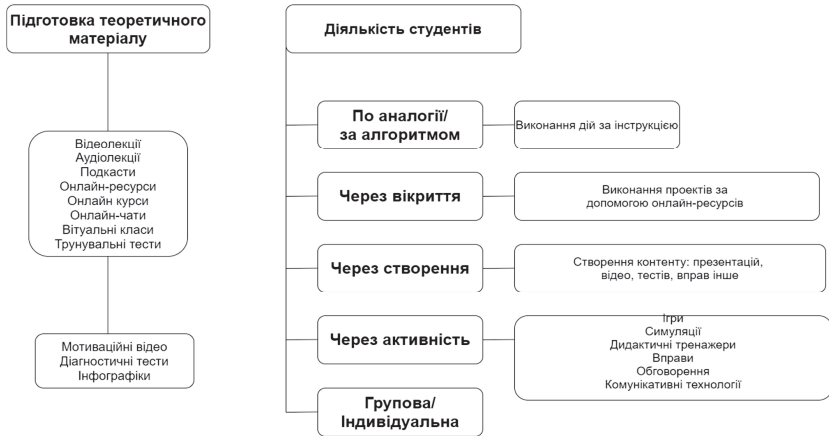 Підготовка теоретичного
матеріалу
Відеолекції
Аудіолекції
Подкасти
Онлайн-ресурси
Онлайн курси
Онлайн-чати
Вітуальні класи
Трунувальні тести
Мотиваційні відео
Діагностичні тести
Інфографіки
Діялькість студентів
По аналогії/
за алгоритмом
Виконання дій за інструкцією
Через вікриття
Виконання проектів за
допомогою онлайн-ресурсів
Через створення
Створення контенту: презентацій,
відео, тестів, вправ інше
Через активність
Ігри
Симуляції
Дидактичні тренажери
Вправи
Обговорення
Комунікативні технології
Групова/
Індивідуальна